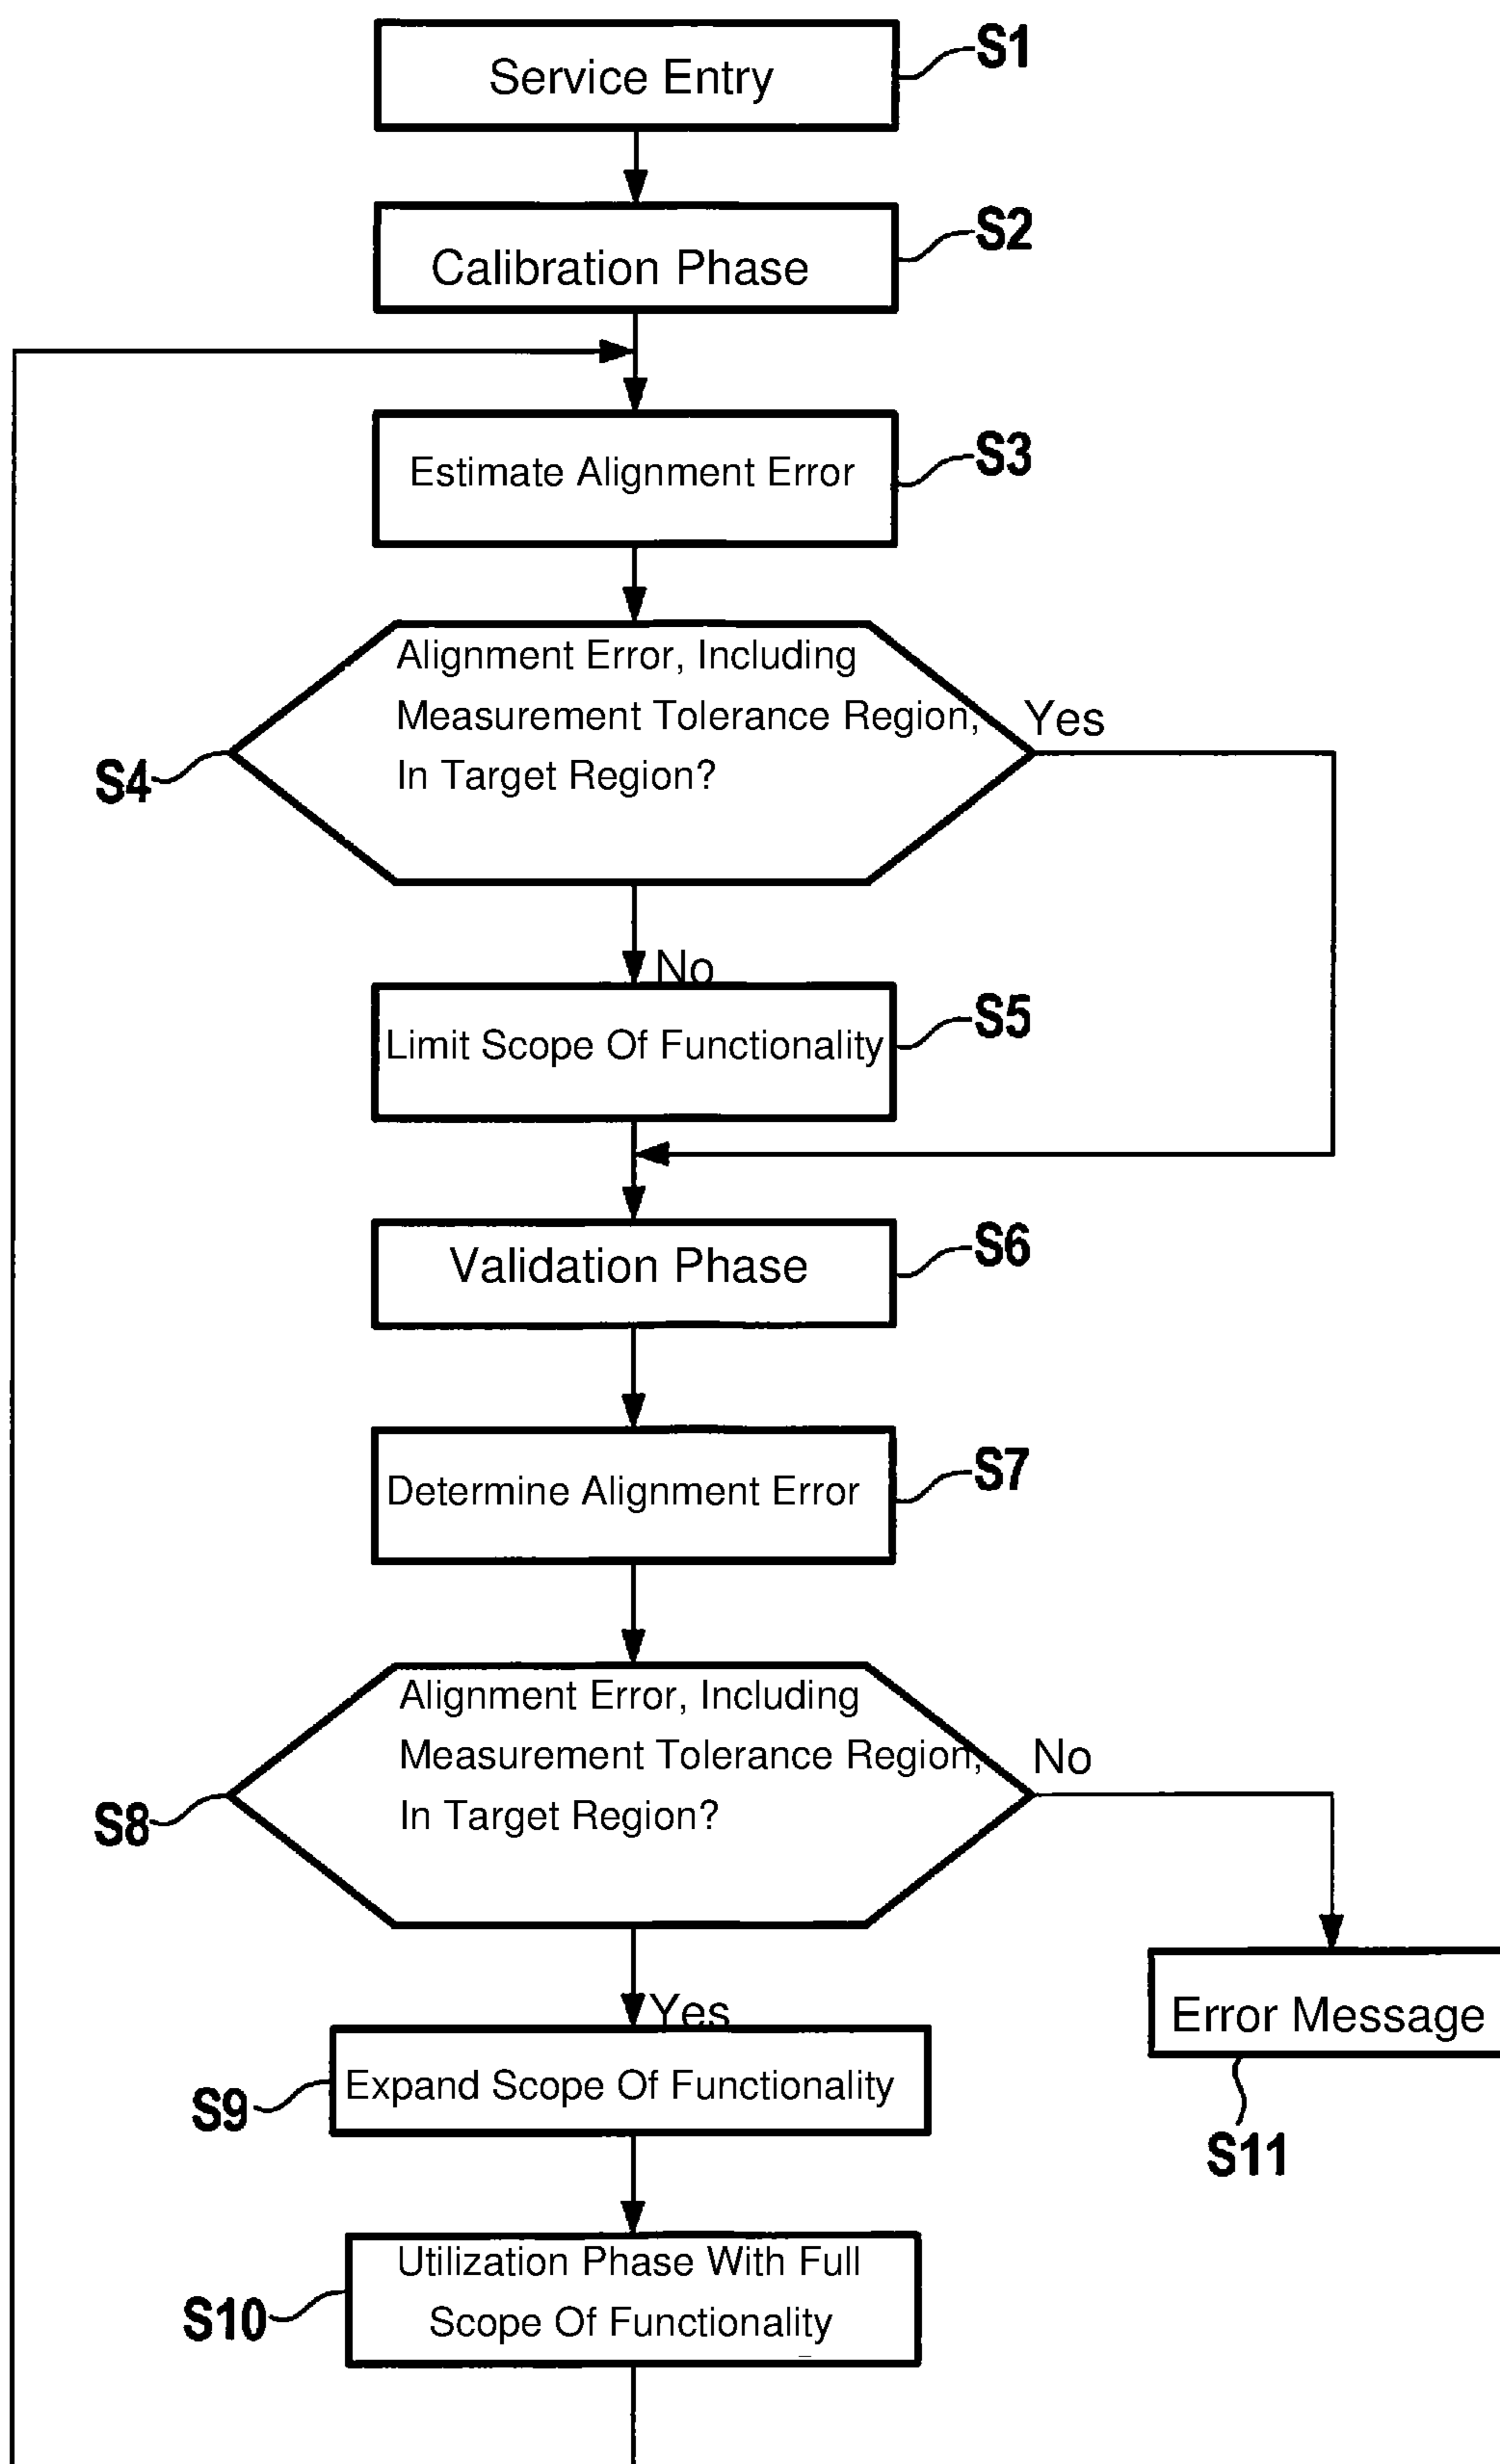 Service Entry
S1
Calibration Phase
S2
Estimate Alignment Error
S3
Alignment Error, Including
Measurement Tolerance Region,
In Target Region?
Yes
S4
No
Limit Scope Of Functionality
S5
Validation Phase
S6
Determine Alignment Error
S7
Alignment Error, Including
Measurement Tolerance Region,
In Target Region?
No
S8
Yes
Error Message
Expand Scope Of Functionality
S9
S11
Utilization Phase With Full
Scope Of Functionality
S10